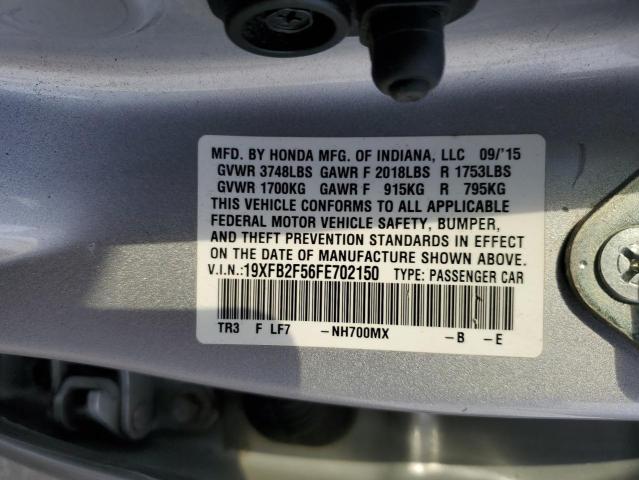 MFD. BY HONDA MFG. OF INDIANA, LLC 09/'15
GVWR 3748LBS GAWR F 2018LBS R 1753LBS
GVWR 1700KG GAWR F 915KG R 795KG
THIS VEHICLE CONFORMS TO ALL APPLICABLE
FEDERAL MOTOR VEHICLE SAFETY, BUMPER,
AND THEFT PREVENTION STANDARDS IN EFFECT
ON THE DATE OF MANUFACTURE SHOWN ABOVE.
V.I.N.:19XFB2F56FE702150 TYPE: PASSENGER CAR
TR3 F LF7 -NH700MX -B -E